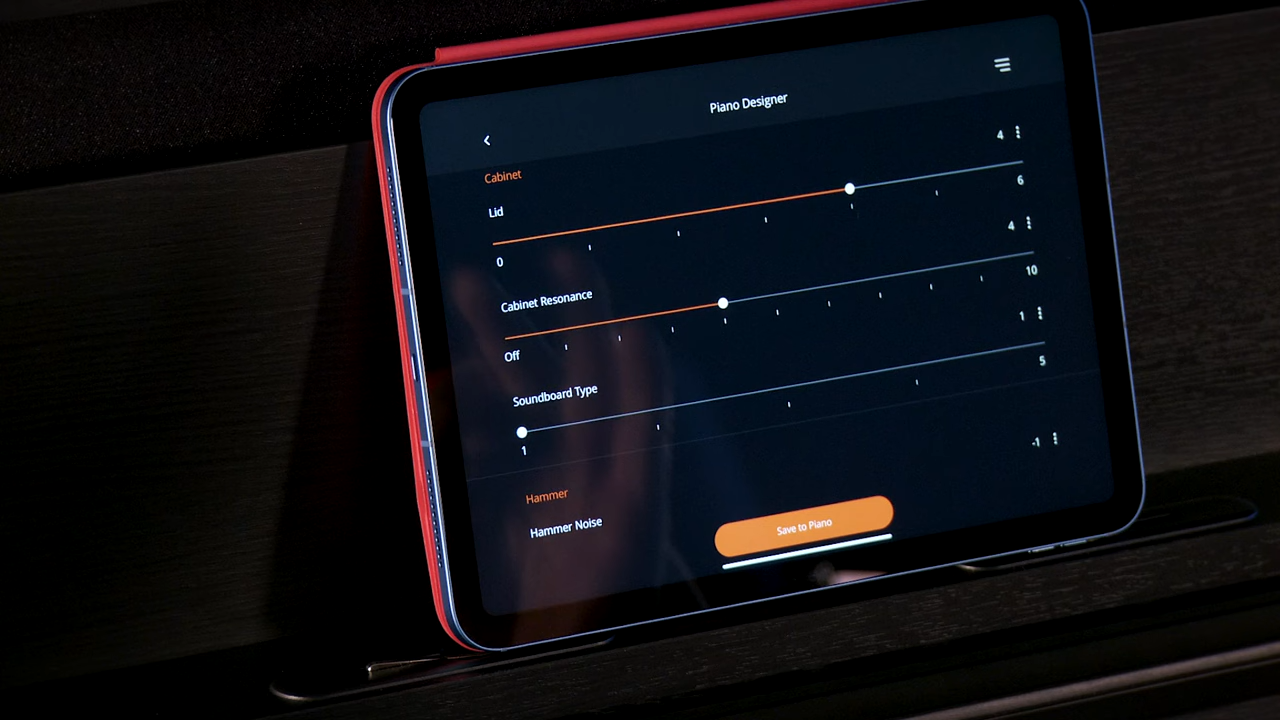 Piano Designer
Cabinet
4
Lid
0
6
4
Cabinet Resonance
Off
10
1
Soundboard Type
1
5
Hammer
-1
Hammer Noise
Save to Piano